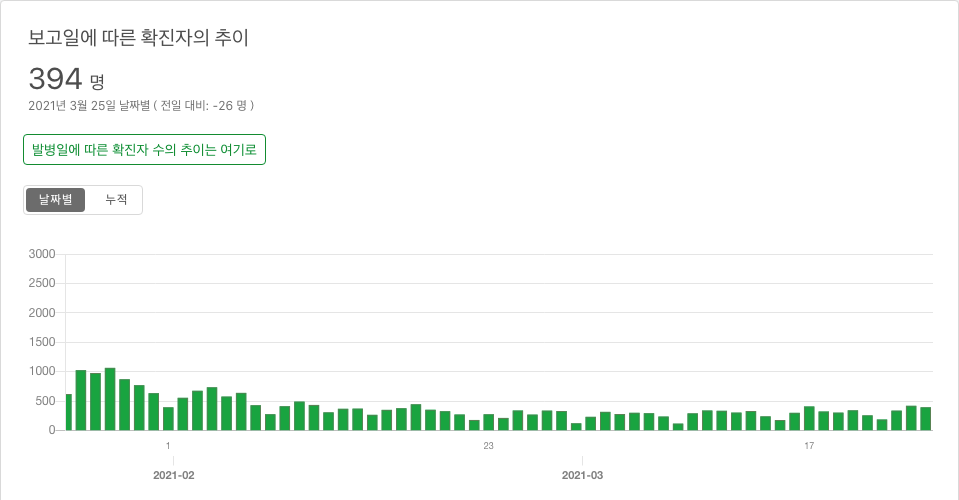 보고일에 따른 확진자의 추이
394 명
2021년 3월 25일 날짜별 ( 전일 대비: -26 명 )
발병일에 따른 확진자 수의 추이는 여기로
날짜별 누적
3000
2500
2000
1500
1000
500
0
1 23 17
2021-02 2021-03